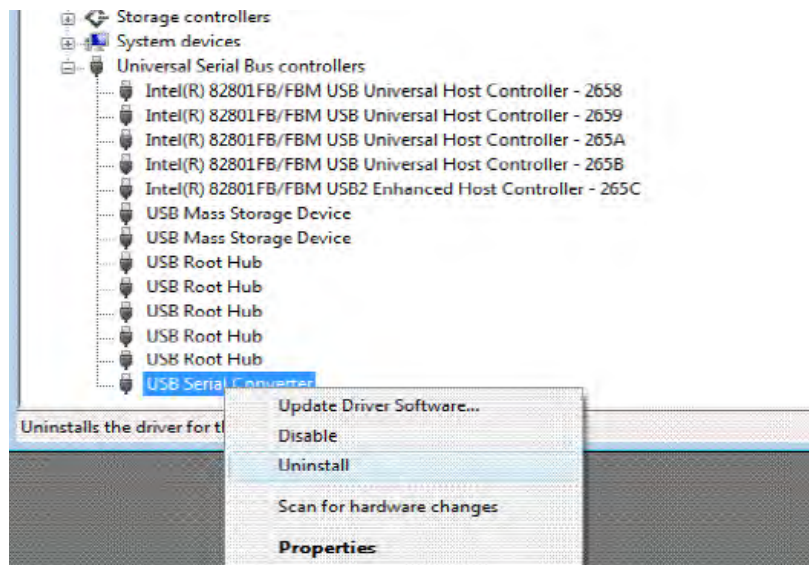 Storage controllers
System devices
Universal Serial Bus controllers
Intel(R) 82801FB/FBM USB Universal Host Controller - 2658
Intel(R) 82801FB/FBM USB Universal Host Controller - 2659
Intel(R) 82801FB/FBM USB Universal Host Controller - 265A
Intel(R) 82801FB/FBM USB Universal Host Controller - 265B
Intel(R) 82801FB/FBM USB2 Enhanced Host Controller - 265C
USB Mass Storage Device
USB Mass Storage Device
USB Root Hub
USB Root Hub
USB Root Hub
USB Root Hub
USB Root Hub
USB Serial Converter
Update Driver Software...
Uninstalls the driver for
Disable
Uninstall
Scan for hardware changes
Properties